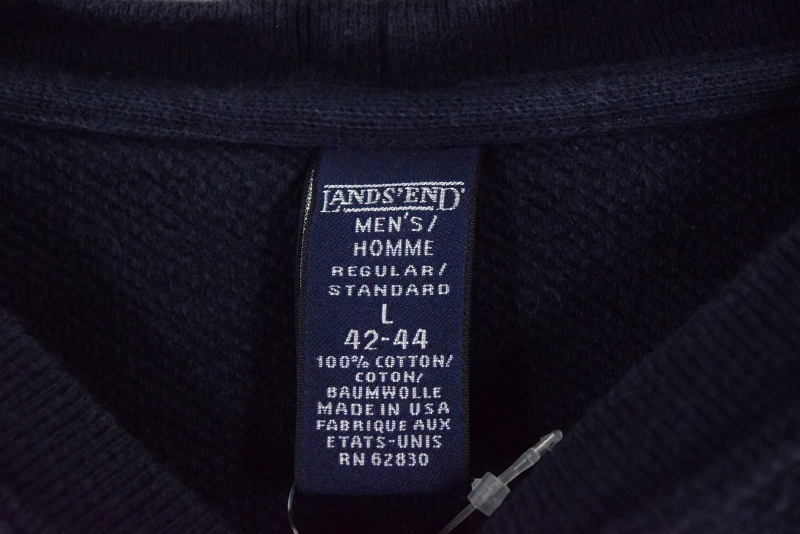 LANDS' END
MEN'S/
HOMME
REGULAR/
STANDARD
L
42-44
100% COTTON/
COTON/
BAUMWOLLE
MADE IN USA
FABRIQUE AUX
ETATS-UNIS
RN 62830